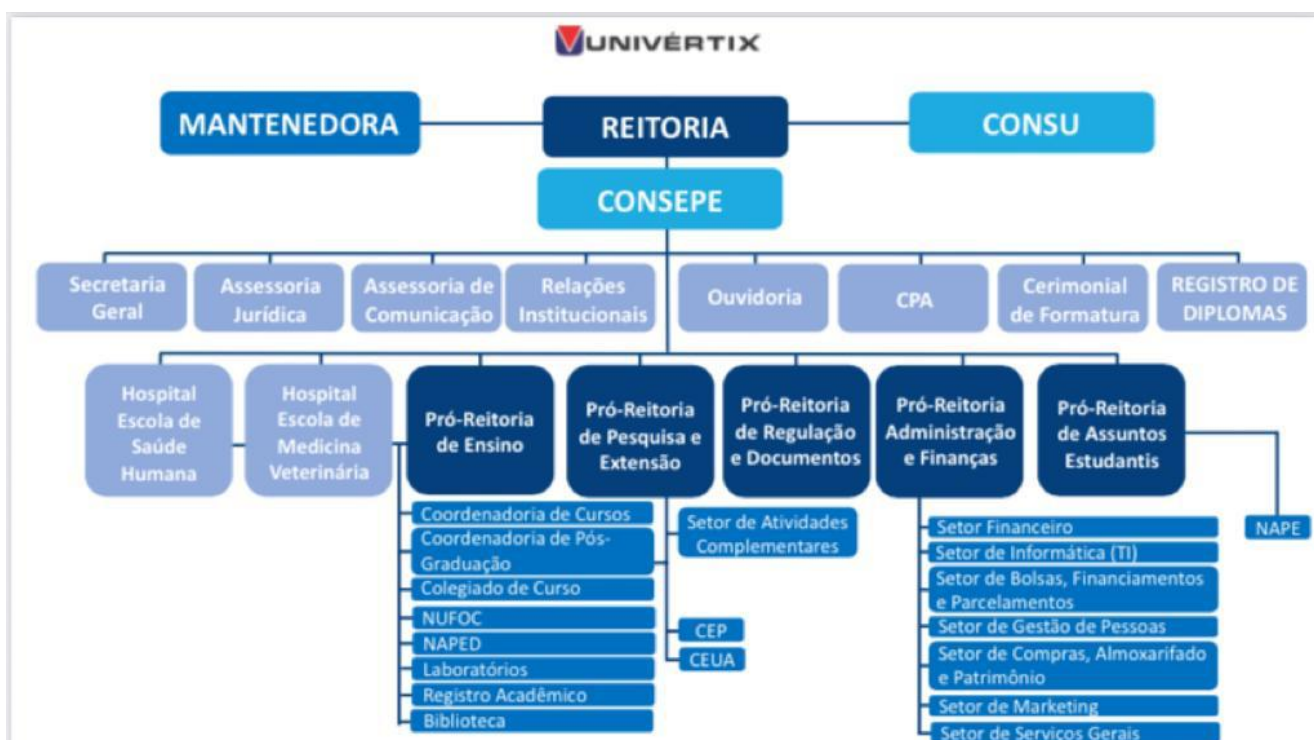 UNIVÉRTIX
MANTENEDORA
REITORIA
CONSU
CONSEPE
Secretaria
Geral
Assessoria
Jurídica
Assessoria de
Comunicação
Relações
Institucionais
Ouvidoria
CPA
Cerimonial
de Formatura
REGISTRO DE
DIPLOMAS
Hospital
Escola de
Saúde
Humana
Hospital
Escola de
Medicina
Veterinária
Pró-Reitoria
de Ensino
Pró-Reitoria
de Pesquisa e
Extensão
Pró-Reitoria
de Regulação
e Documentos
Pró-Reitoria
Administração
e Finanças
Pró-Reitoria
de Assuntos
Estudantis
Coordenadoria de Cursos
Coordenadoria de Pós-
Graduação
Colegiado de Curso
NUFOC
NAPED
Laboratórios
Registro Acadêmico
Biblioteca
Setor de Atividades
Complementares
CEP
CEUA
Setor Financeiro
Setor de Informática (TI)
Setor de Bolsas, Financiamentos
e Parcelamentos
Setor de Gestão de Pessoas
Setor de Compras, Almoxarifado
e Patrimônio
Setor de Marketing
Setor de Serviços Gerais
NAPE